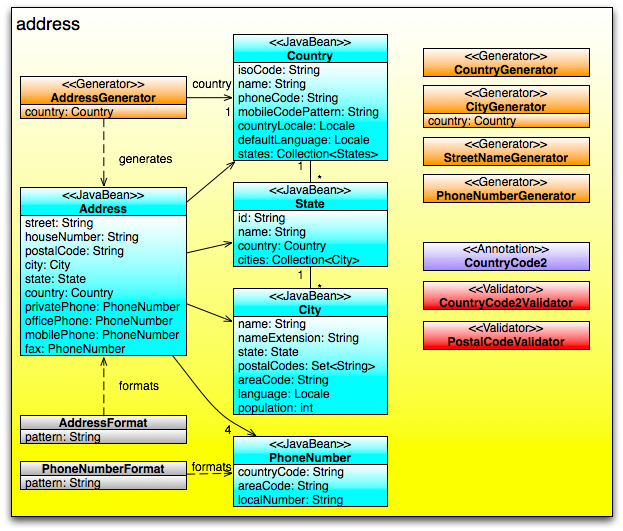 address
<<Generator>>
AddressGenerator
country: Country
country
1
generates
<<JavaBean>>
Address
street: String
houseNumber: String
postalCode: String
city: City
state: State
country: Country
privatePhone: PhoneNumber
officePhone: PhoneNumber
mobilePhone: PhoneNumber
fax: PhoneNumber
formats
AddressFormat
pattern: String
PhoneNumberFormat
pattern: String
formats
4
<<JavaBean>>
Country
isoCode: String
name: String
phoneCode: String
mobileCodePattern: String
countryLocale: Locale
defaultLanguage: Locale
states: Collection<States>
1
*
<<JavaBean>>
State
id: String
name: String
country: Country
cities: Collection<City>
1
*
<<JavaBean>>
City
name: String
nameExtension: String
state: State
postalCodes: Set<String>
areaCode: String
language: Locale
population: int
<<JavaBean>>
PhoneNumber
countryCode: String
areaCode: String
localNumber: String
<<Generator>>
CountryGenerator
<<Generator>>
CityGenerator
country: Country
<<Generator>>
StreetNameGenerator
<<Generator>>
PhoneNumberGenerator
<<Annotation>>
CountryCode2
<<Validator>>
CountryCode2Validator
<<Validator>>
PostalCodeValidator